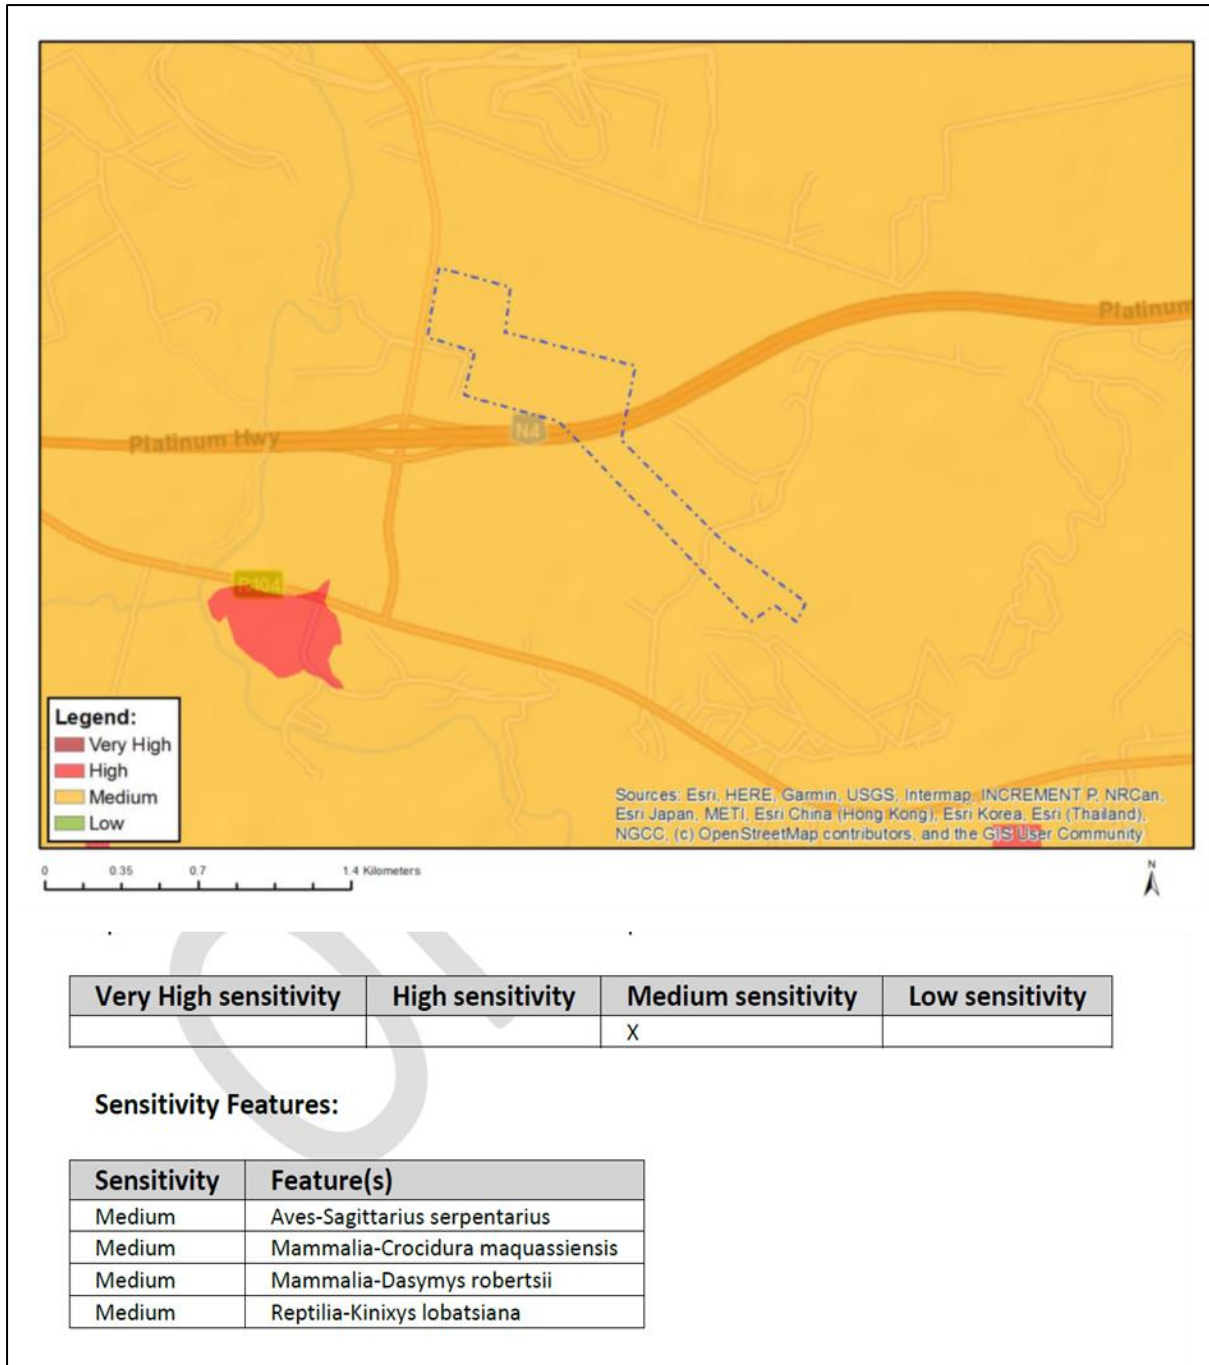 Platinum
N4
Platinum Hwy
R104
Legend:
Very High
High
Medium
Low
Sources: Esri, HERE, Garmin, USGS, Intermap, INCREMENT P, NRCan,
Esri Japan, METI, Esri China (Hong Kong), Esri Korea, Esri (Thailand),
NGCC, (c) OpenStreetMap contributors, and the GIS User Community
0 0.35 0.7 1.4 Kilometers
N
Very High sensitivity High sensitivity Medium sensitivity Low sensitivity
X
Sensitivity Features:
Sensitivity Feature(s)
Medium Aves-Sagittarius serpentarius
Medium Mammalia-Crocidura maquassiensis
Medium Mammalia-Dasymys robertsii
Medium Reptilia-Kinixys lobatsiana